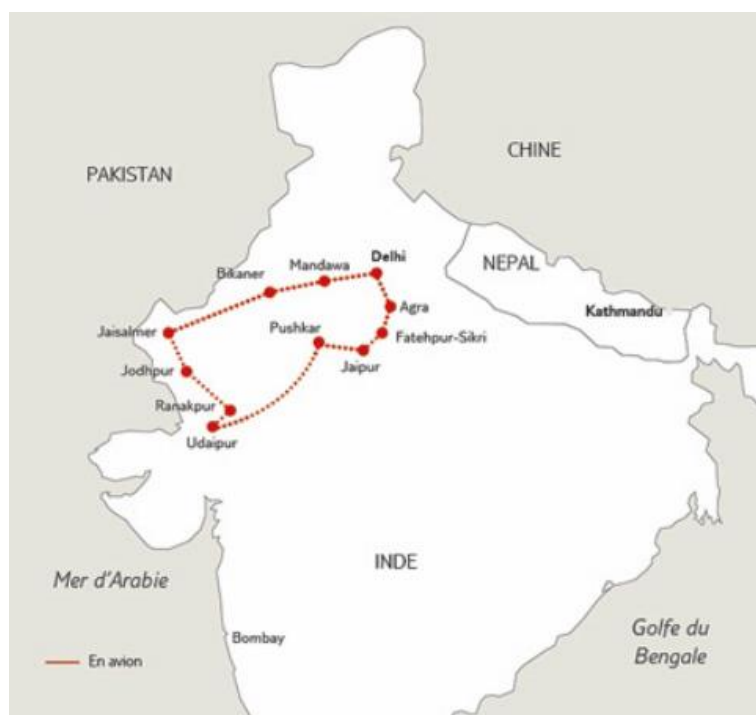 CHINE
PAKISTAN
Delhi
NEPAL
Mandawa
Bikaner
Agra
Kathmandu
Pushkar
Jaisalmer
Fatehpur-Sikri
Jaipur
Jodhpur
Ranakpur
Udaipur
INDE
Mer d'Arabie
Golfe du
Bengale
Bombay
En avion